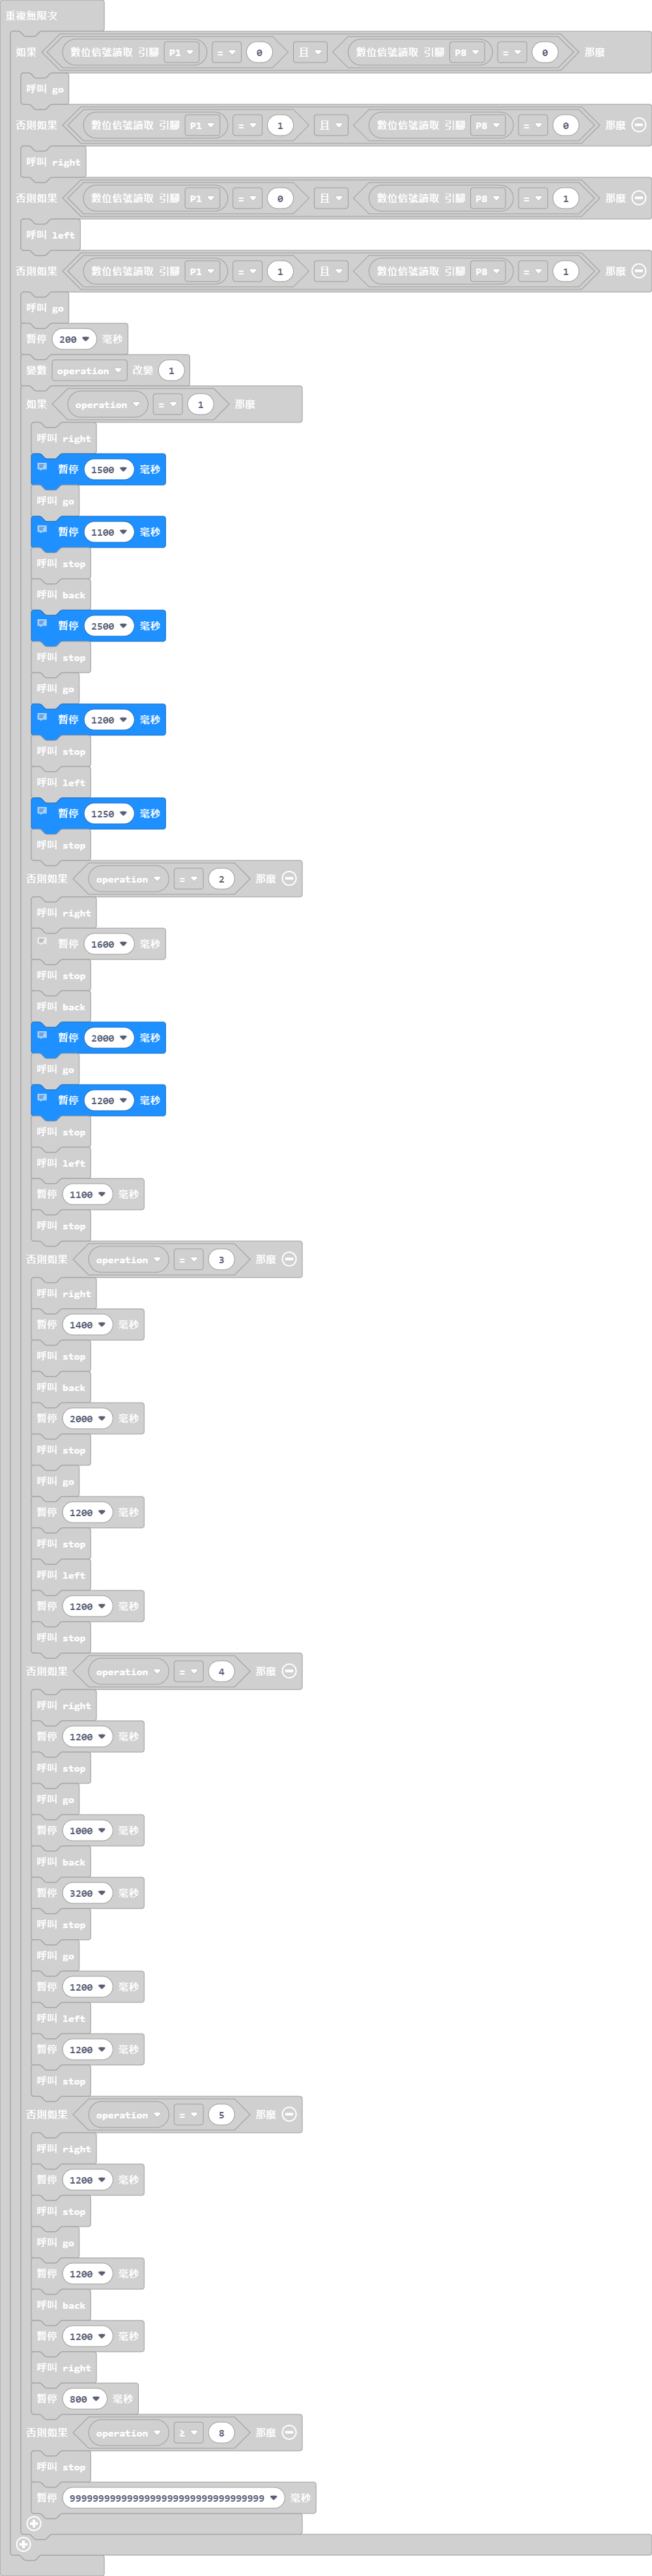 重複無限次
如果 數位信號讀取 引腳 P1 = 0 且 數位信號讀取 引腳 P8 = 0 那麼
呼叫 go
否則如果 數位信號讀取 引腳 P1 = 1 且 數位信號讀取 引腳 P8 = 0 那麼
呼叫 right
否則如果 數位信號讀取 引腳 P1 = 0 且 數位信號讀取 引腳 P8 = 1 那麼
呼叫 left
否則如果 數位信號讀取 引腳 P1 = 1 且 數位信號讀取 引腳 P8 = 1 那麼
呼叫 go
暫停 200 毫秒
變數 operation 改變 1
如果 operation = 1 那麼
呼叫 right
暫停 1500 毫秒
呼叫 go
暫停 1100 毫秒
呼叫 stop
呼叫 back
暫停 2500 毫秒
呼叫 stop
呼叫 go
暫停 1200 毫秒
呼叫 stop
呼叫 left
暫停 1250 毫秒
呼叫 stop
否則如果 operation = 2 那麼
呼叫 right
暫停 1600 毫秒
呼叫 stop
呼叫 back
暫停 2000 毫秒
呼叫 go
暫停 1200 毫秒
呼叫 stop
呼叫 left
暫停 1100 毫秒
呼叫 stop
否則如果 operation = 3 那麼
呼叫 right
暫停 1400 毫秒
呼叫 stop
呼叫 back
暫停 2000 毫秒
呼叫 stop
呼叫 go
暫停 1200 毫秒
呼叫 stop
呼叫 left
暫停 1200 毫秒
呼叫 stop
否則如果 operation = 4 那麼
呼叫 right
暫停 1200 毫秒
呼叫 stop
呼叫 go
暫停 1000 毫秒
呼叫 back
暫停 3200 毫秒
呼叫 stop
呼叫 go
暫停 1200 毫秒
呼叫 left
暫停 1200 毫秒
呼叫 stop
否則如果 operation = 5 那麼
呼叫 right
暫停 1200 毫秒
呼叫 stop
呼叫 go
暫停 1200 毫秒
呼叫 back
暫停 1200 毫秒
呼叫 right
暫停 800 毫秒
否則如果 operation ≥ 8 那麼
呼叫 stop
暫停 9999999999999999999999999999999999 毫秒